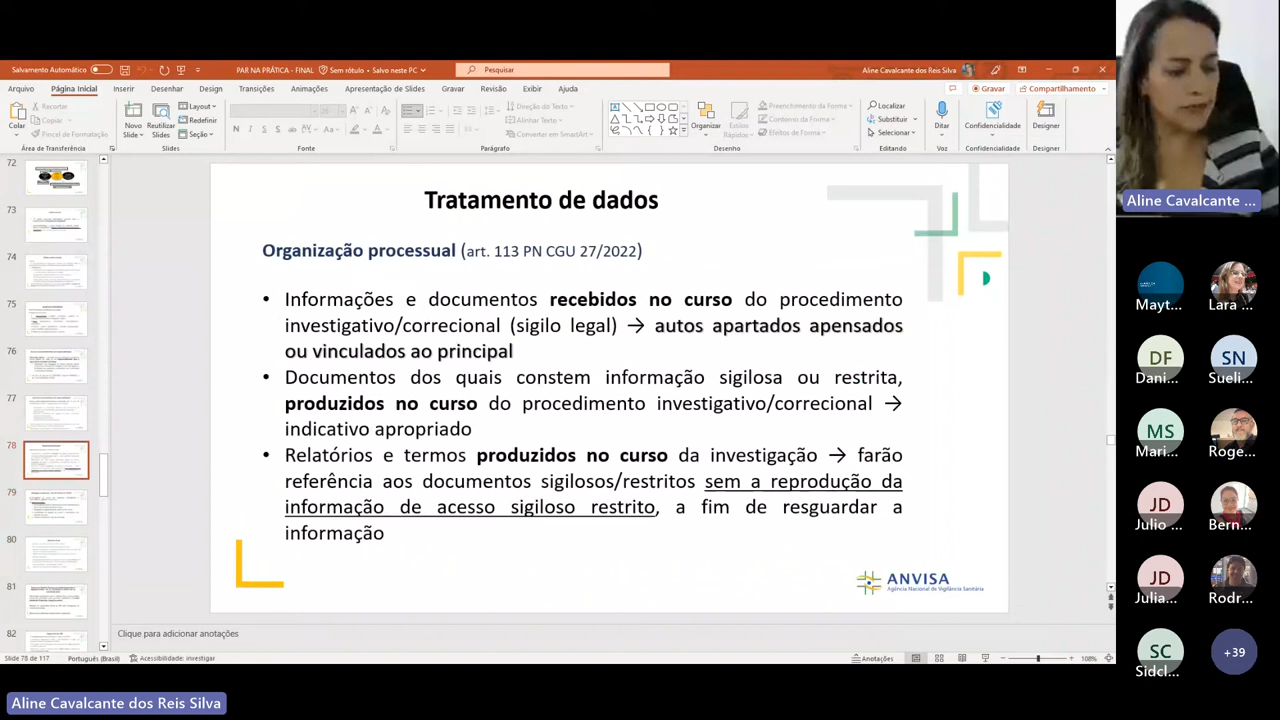 Salvamento Automático
PAR NA PRÁTICA - FINAL
Sem rótulo • Salvo neste PC
Pesquisar
Aline Cavalcante dos Reis Silva
Arquivo
Página Inicial
Inserir
Desenhar
Design
Transições
Animações
Apresentação de Slides
Gravar
Revisão
Exibir
Ajuda
Gravar
Compartilhamento
Colar
Recortar
Copiar
Pincel de Formatação
Área de Transferência
Novo Slide
Reutilizar Slides
Layout
Redefinir
Seção
Slides
Fonte
Direção do Texto
Alinhar Texto
Converter em SmartArt
Parágrafo
Organizar
Estilos Rápidos
Preenchimento da Forma
Contorno da Forma
Efeitos de Forma
Desenho
Localizar
Substituir
Selecionar
Editando
Ditar
Voz
Confidencialidade
Confidencialidade
Designer
Designer
72
73
74
75
76
77
78
79
80
81
82
Tratamento de dados
Organização processual (art. 113 PN CGU 27/2022)
• Informações e documentos recebidos no curso do procedimento
investigativo/correcional (sigilo legal) → autos apartados apensados
ou vinculados ao principal
• Documentos dos quais constem informação sigilosa ou restrita,
produzidos no curso do procedimento investigativo/correcional →
indicativo apropriado
• Relatórios e termos produzidos no curso da investigação → farão
referência aos documentos sigilosos/restritos sem a reprodução da
informação de acesso sigiloso restrito, a fim de resguardar a
informação
ANVISA
Agência Nacional de Vigilância Sanitária
Clique para adicionar anotações
Slide 78 de 117
Português (Brasil)
Acessibilidade: investigar
Anotações
108%
Aline Cavalcante ...
Mayt...
Lara ...
DF
Dani...
SN
Sueli...
MS
Mari...
Roge...
JD
Julio ...
Bern...
JD
Julia...
Rodr...
SC
Sidcl...
+39
Aline Cavalcante dos Reis Silva